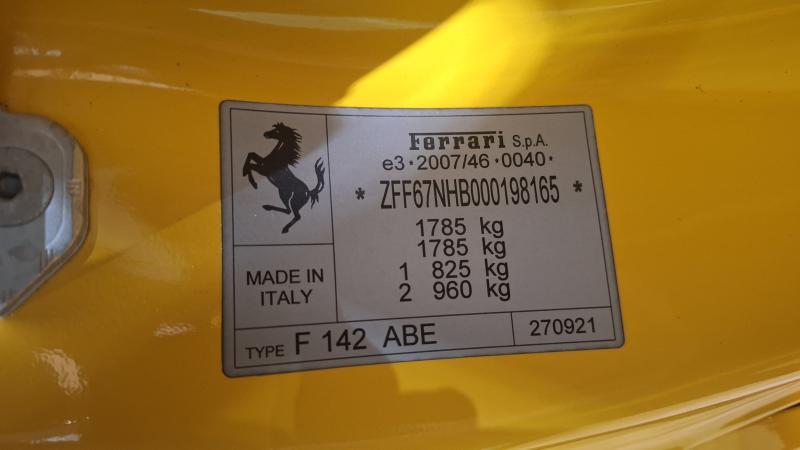 Ferrari S.p.A.
e3*2007/46*0040*
* ZFF67NHB000198165 *
1785 kg
1785 kg
1 825 kg
2 960 kg
MADE IN
ITALY
TYPE F 142 ABE
270921